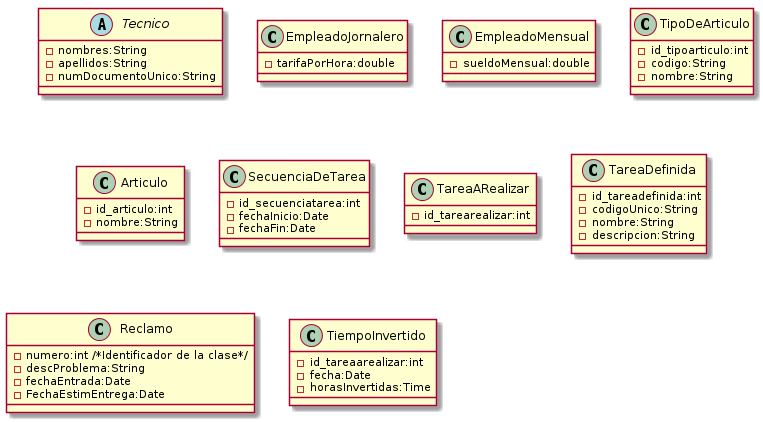 A Tecnico
nombres:String
apellidos:String
numDocumentoUnico:String
C EmpleadoJornalero
tarifaPorHora:double
C EmpleadoMensual
sueldoMensual:double
C TipoDeArticulo
id_tipoarticulo:int
codigo:String
nombre:String
C Articulo
id_articulo:int
nombre:String
C SecuenciaDeTarea
id_secuenciatarea:int
fechaInicio:Date
fechaFin:Date
C TareaARealizar
id_tarearealizar:int
C TareaDefinida
id_tareadefinida:int
codigoUnico:String
nombre:String
descripcion:String
C Reclamo
numero:int /*Identificador de la clase*/
descProblema:String
fechaEntrada:Date
FechaEstimEntrega:Date
C TiempoInvertido
id_tareaarealizar:int
fecha:Date
horasInvertidas:Time